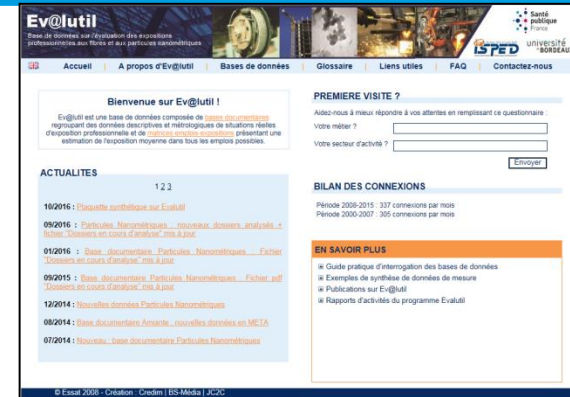 Ev@lutil
Base de données sur l'évaluation des expositions
professionnelles aux fibres et aux particules nanométriques
Santé
publique
France
ISPED
université
de BORDEAUX
Accueil | A propos d'Ev@lutil | Bases de données | Glossaire | Liens utiles | FAQ | Contactez-nous
Bienvenue sur Ev@lutil !
Ev@lutil est une base de données composée de bases documentaires
regroupant des données descriptives et métrologiques de situations réelles
d'exposition professionnelle et de matrices emplois-expositions présentant une
estimation de l'exposition moyenne dans tous les emplois possibles.
ACTUALITES
1 2 3
10/2016 : Plaquette synthétique sur Evalutil
09/2016 : Particules Nanométriques : nouveaux dossiers analysés +
fichier "Dossiers en cours d'analyse" mis à jour
01/2016 : Base documentaire Particules Nanométriques : Fichier
"Dossiers en cours d'analyse" mis à jour
09/2015 : Base documentaire Particules Nanométriques : Fichier pdf
"Dossiers en cours d'analyse" mis à jour
12/2014 : Nouvelles données Particules Nanométriques
08/2014 : Base documentaire Amiante : nouvelles données en META
07/2014 : Nouveau : base documentaire Particules Nanométriques
PREMIERE VISITE ?
Aidez-nous à mieux répondre à vos attentes en remplissant ce questionnaire :
Votre métier ?
Votre secteur d'activité ?
Envoyer
BILAN DES CONNEXIONS
Période 2008-2015 : 337 connexions par mois
Période 2000-2007 : 305 connexions par mois
EN SAVOIR PLUS
Guide pratique d'interrogation des bases de données
Exemples de synthèse de données de mesure
Publications sur Ev@lutil
Rapports d'activités du programme Evalutil
© Essat 2008 - Création : Credim | BS-Média | JC2C